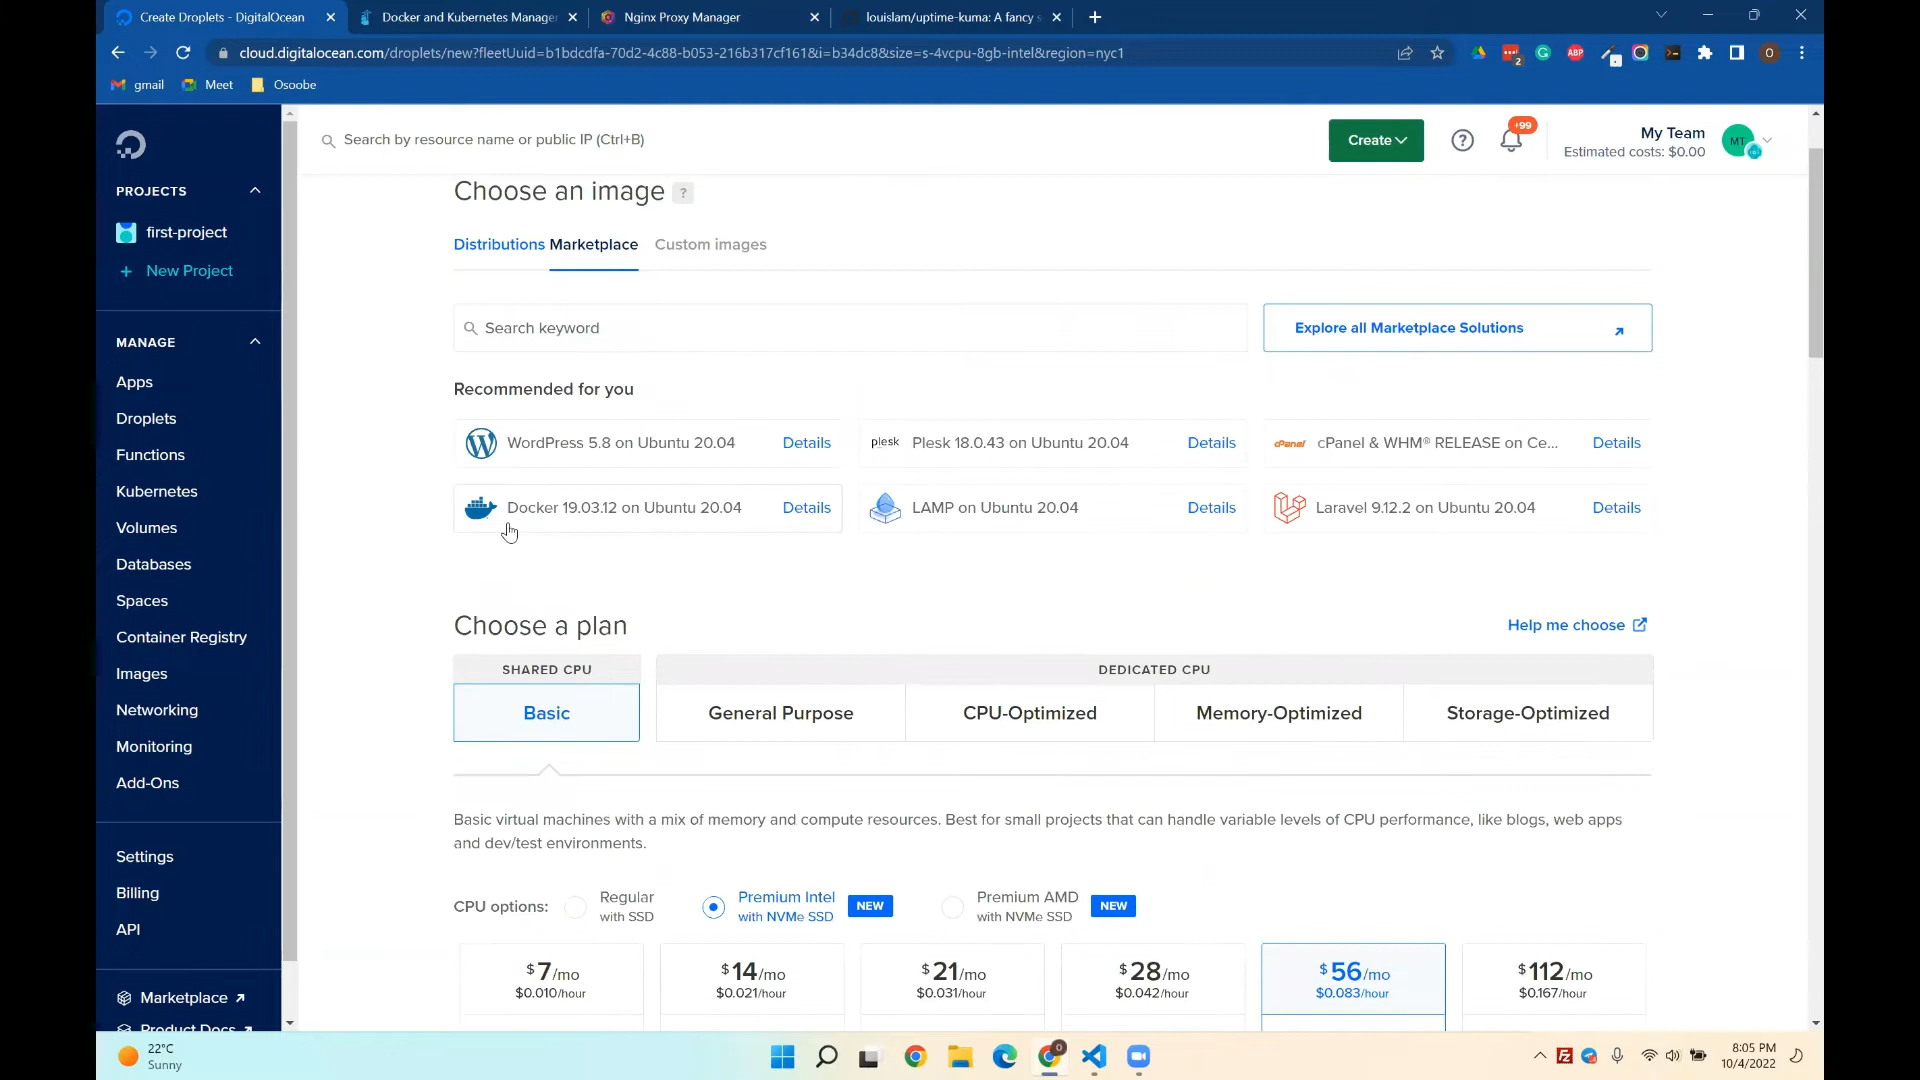 Create Droplets - DigitalOcean
Docker and Kubernetes Manager
Nginx Proxy Manager
louislam/uptime-kuma: A fancy s
cloud.digitalocean.com/droplets/new?fleetUuid=b1bdcdfa-70d2-4c88-b053-216b317cf161&i=b34dc8&size=s-4vcpu-8gb-intel&region=nyc1
2
ABP
O
gmail
Meet
Osoobe
Search by resource name or public IP (Ctrl+B)
Create
+99
My Team
Estimated costs: $0.00
MT
PROJECTS
first-project
+ New Project
MANAGE
Apps
Droplets
Functions
Kubernetes
Volumes
Databases
Spaces
Container Registry
Images
Networking
Monitoring
Add-Ons
Settings
Billing
API
Marketplace
Product Docs
Choose an image ?
Distributions Marketplace Custom images
Search keyword
Explore all Marketplace Solutions
Recommended for you
WordPress 5.8 on Ubuntu 20.04 Details
plesk Plesk 18.0.43 on Ubuntu 20.04 Details
cPanel cPanel & WHM® RELEASE on Ce... Details
Docker 19.03.12 on Ubuntu 20.04 Details
LAMP on Ubuntu 20.04 Details
Laravel 9.12.2 on Ubuntu 20.04 Details
Choose a plan
Help me choose
SHARED CPU
DEDICATED CPU
Basic
General Purpose
CPU-Optimized
Memory-Optimized
Storage-Optimized
Basic virtual machines with a mix of memory and compute resources. Best for small projects that can handle variable levels of CPU performance, like blogs, web apps
and dev/test environments.
CPU options:
Regular
with SSD
Premium Intel
with NVMe SSD
NEW
Premium AMD
with NVMe SSD
NEW
$7/mo
$0.010/hour
$14/mo
$0.021/hour
$21/mo
$0.031/hour
$28/mo
$0.042/hour
$56/mo
$0.083/hour
$112/mo
$0.167/hour
22°C
Sunny
8:05 PM
10/4/2022